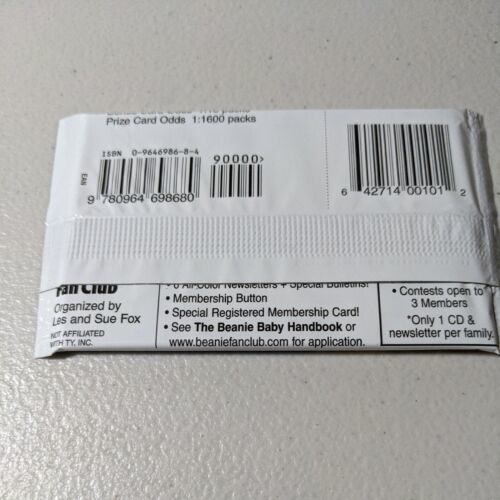 Prize Card Odds 1:1600 packs
ISBN 0-9646986-8-4
90000>
EAN
9 780964 698680
6 42714 00101 2
Fan Club
Organized by
Les and Sue Fox
NOT AFFILIATED
WITH TY, INC.
• 6 All-Color Newsletters + Special Bulletins!
• Membership Button
• Special Registered Membership Card!
• See The Beanie Baby Handbook or
www.beaniefanclub.com for application.
• Contests open to
3 Members
*Only 1 CD &
newsletter per family.